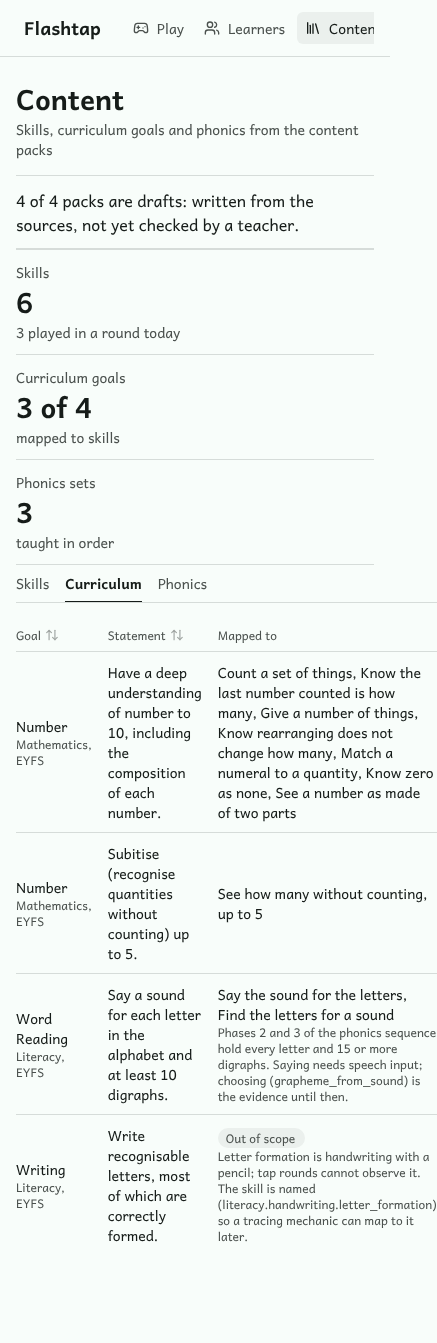 Flashtap
Play
Learners
Conten
Content
Skills, curriculum goals and phonics from the content
packs
4 of 4 packs are drafts: written from the
sources, not yet checked by a teacher.
Skills
6
3 played in a round today
Curriculum goals
3 of 4
mapped to skills
Phonics sets
3
taught in order
Skills
Curriculum
Phonics
Goal
Statement
Mapped to
Number
Mathematics,
EYFS
Have a deep
understanding
of number to
10, including
the
composition
of each
number.
Count a set of things, Know the
last number counted is how
many, Give a number of things,
Know rearranging does not
change how many, Match a
numeral to a quantity, Know zero
as none, See a number as made
of two parts
Number
Mathematics,
EYFS
Subitise
(recognise
quantities
without
counting) up
to 5.
See how many without counting,
up to 5
Word
Reading
Literacy,
EYFS
Say a sound
for each letter
in the
alphabet and
at least 10
digraphs.
Say the sound for the letters,
Find the letters for a sound
Phases 2 and 3 of the phonics sequence
hold every letter and 15 or more
digraphs. Saying needs speech input;
choosing (grapheme_from_sound) is
the evidence until then.
Writing
Literacy,
EYFS
Write
recognisable
letters, most
of which are
correctly
formed.
Out of scope
Letter formation is handwriting with a
pencil; tap rounds cannot observe it.
The skill is named
(literacy.handwriting.letter_formation)
so a tracing mechanic can map to it
later.